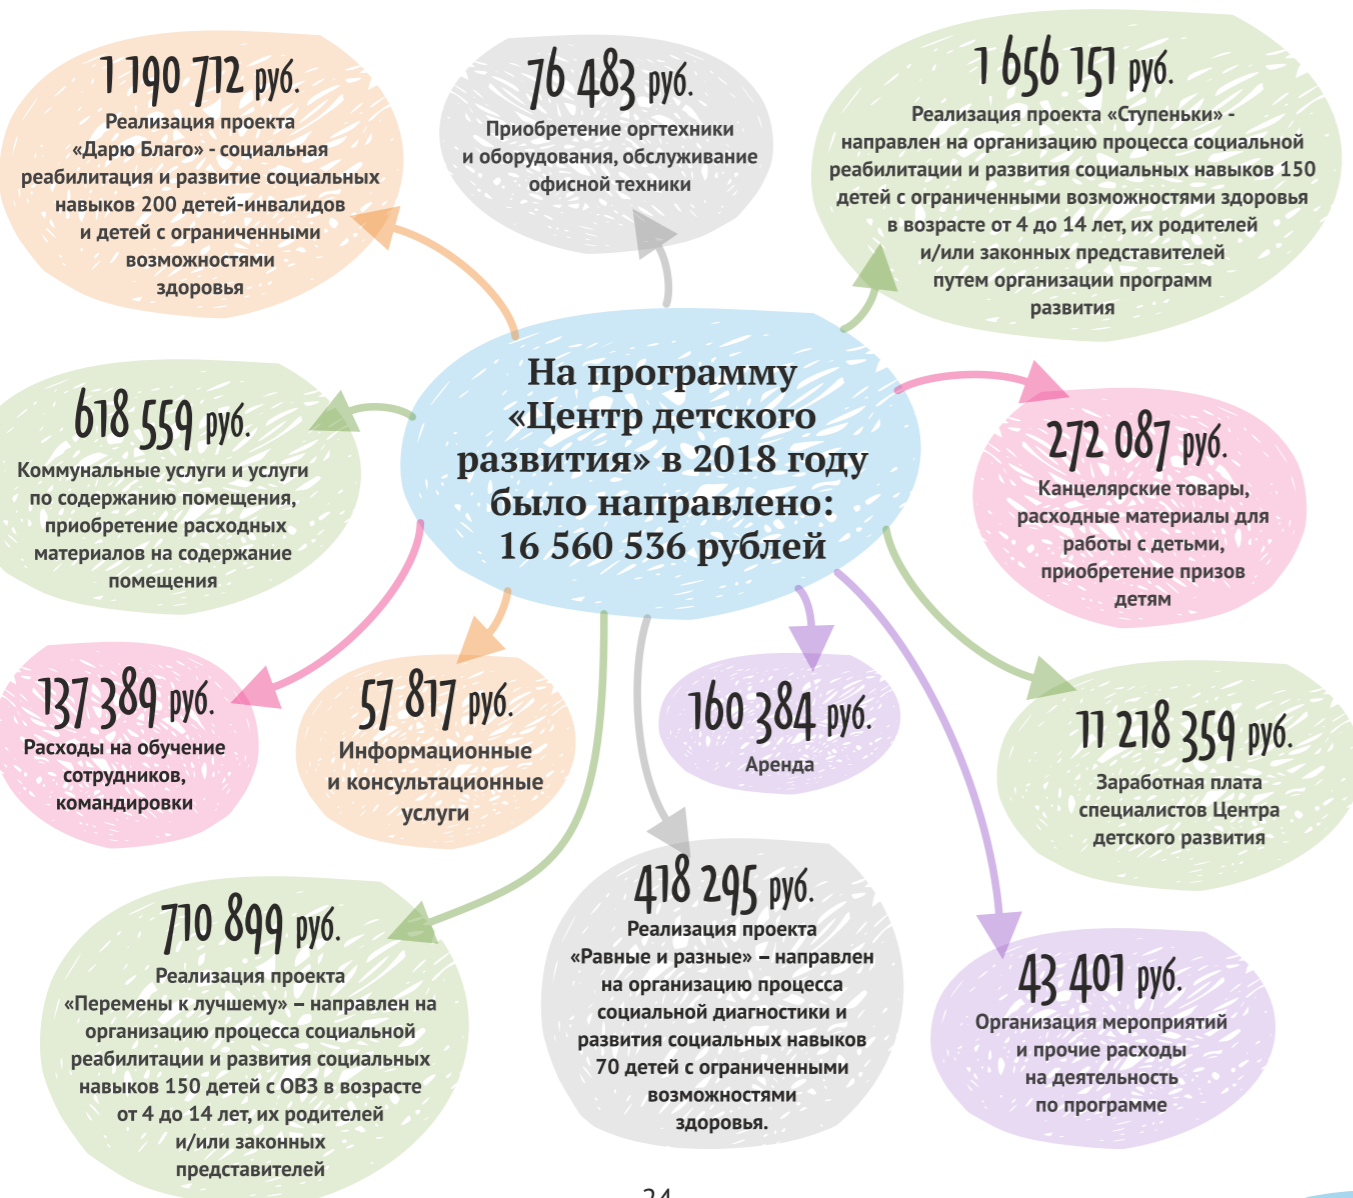 1 190 712 руб.
Реализация проекта
«Дарю Благо» - социальная
реабилитация и развитие социальных
навыков 200 детей-инвалидов
и детей с ограниченными
возможностями
здоровья
76 483 руб.
Приобретение оргтехники
и оборудования, обслуживание
офисной техники
1 656 151 руб.
Реализация проекта «Ступеньки» -
направлен на организацию процесса социальной
реабилитации и развития социальных навыков 150
детей с ограниченными возможностями здоровья
в возрасте от 4 до 14 лет, их родителей
и/или законных представителей
путем организации программ
развития
618 559 руб.
Коммунальные услуги и услуги
по содержанию помещения,
приобретение расходных
материалов на содержание
помещения
На программу
«Центр детского
развития» в 2018 году
было направлено:
16 560 536 рублей
272 087 руб.
Канцелярские товары,
расходные материалы для
работы с детьми,
приобретение призов
детям
137 389 руб.
Расходы на обучение
сотрудников,
командировки
57 817 руб.
Информационные
и консультационные
услуги
160 384 руб.
Аренда
11 218 359 руб.
Заработная плата
специалистов Центра
детского развития
710 899 руб.
Реализация проекта
«Перемены к лучшему» – направлен на
организацию процесса социальной
реабилитации и развития социальных
навыков 150 детей с ОВЗ в возрасте
от 4 до 14 лет, их родителей
и/или законных
представителей
418 295 руб.
Реализация проекта
«Равные и разные» – направлен
на организацию процесса
социальной диагностики и
развития социальных навыков
70 детей с ограниченными
возможностями
здоровья.
43 401 руб.
Организация мероприятий
и прочие расходы
на деятельность
по программе
24